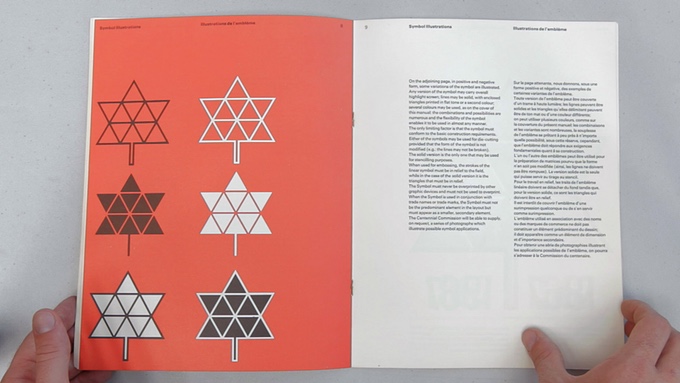 Symbol Illustrations
Illustrations de l'emblème
8
9
Symbol Illustrations
Illustrations de l'emblème
On the adjoining page, in positive and negative
form, some variations of the symbol are illustrated.
Any version of the symbol may carry overall
highlight screen; lines may be solid, with enclosed
triangles printed in flat tone or a second colour;
several colours may be used, as on the cover of
this manual; the combinations and possibilities are
numerous and the flexibility of the symbol
enables it to be used in almost any manner.
The only limiting factor is that the symbol must
conform to the basic construction requirements.
Either of the symbols may be used for die-cutting
provided that the form of the symbol is not
modified (e.g., the lines may not be broken).
The solid version is the only one that may be used
for stencilling purposes.
When used for embossing, the strokes of the
linear symbol must be in relief to the field,
while in the case of the solid version it is the
triangles that must be in relief.
The Symbol must never be overprinted by other
graphic devices and must not be used to overprint.
When the Symbol is used in conjunction with
trade names or trade marks, the Symbol must not
be the predominant element in the layout but
must appear as a smaller, secondary element.
The Centennial Commission will be able to supply,
on request, a series of photographs which
illustrate possible symbol applications.
Sur la page attenante, nous donnons, sous une
forme positive et négative, des exemples de
certaines variantes de l'emblème.
Toute version de l'emblème peut être couverte
d'un trame à haute lumière; les lignes peuvent être
solides et les triangles qu'elles délimitent peuvent
être de ton mat ou d'une couleur différente;
on peut utiliser plusieurs couleurs, comme sur
la couverture du présent manuel; les combinaisons
et les variantes sont nombreuses, la souplesse
de l'emblème se prêtant à peu près à n'importe
quelle possibilité, sous cette réserve, cependant
que l'emblème doit répondre aux exigences
fondamentales quant à sa construction.
L'un ou l'autre des emblèmes peut être utilisé pour
la préparation de matrices pourvu que la forme
n'en soit pas modifiée (ainsi, les lignes ne doivent
pas être rompues). La version solide est la seule
qui puisse servir au tirage au stencil.
Pour le travail en relief, les traits de l'emblème
linéaire doivent se détacher du fond tandis que,
pour la version solide, ce sont les triangles qui
doivent être en relief.
Il est interdit de couvrir l'emblème d'une
surimpression quelconque ou de s'en servir
comme surimpression.
L'emblème utilisé en association avec des noms
ou des marques de commerce ne doit pas
constituer un élément prédominant du dessin;
il doit apparaître comme un élément de dimension
et d'importance secondaires.
Pour obtenir une série de photographies illustrant
les applications possibles de l'emblème, on pourra
s'adresser à la Commission du centenaire.